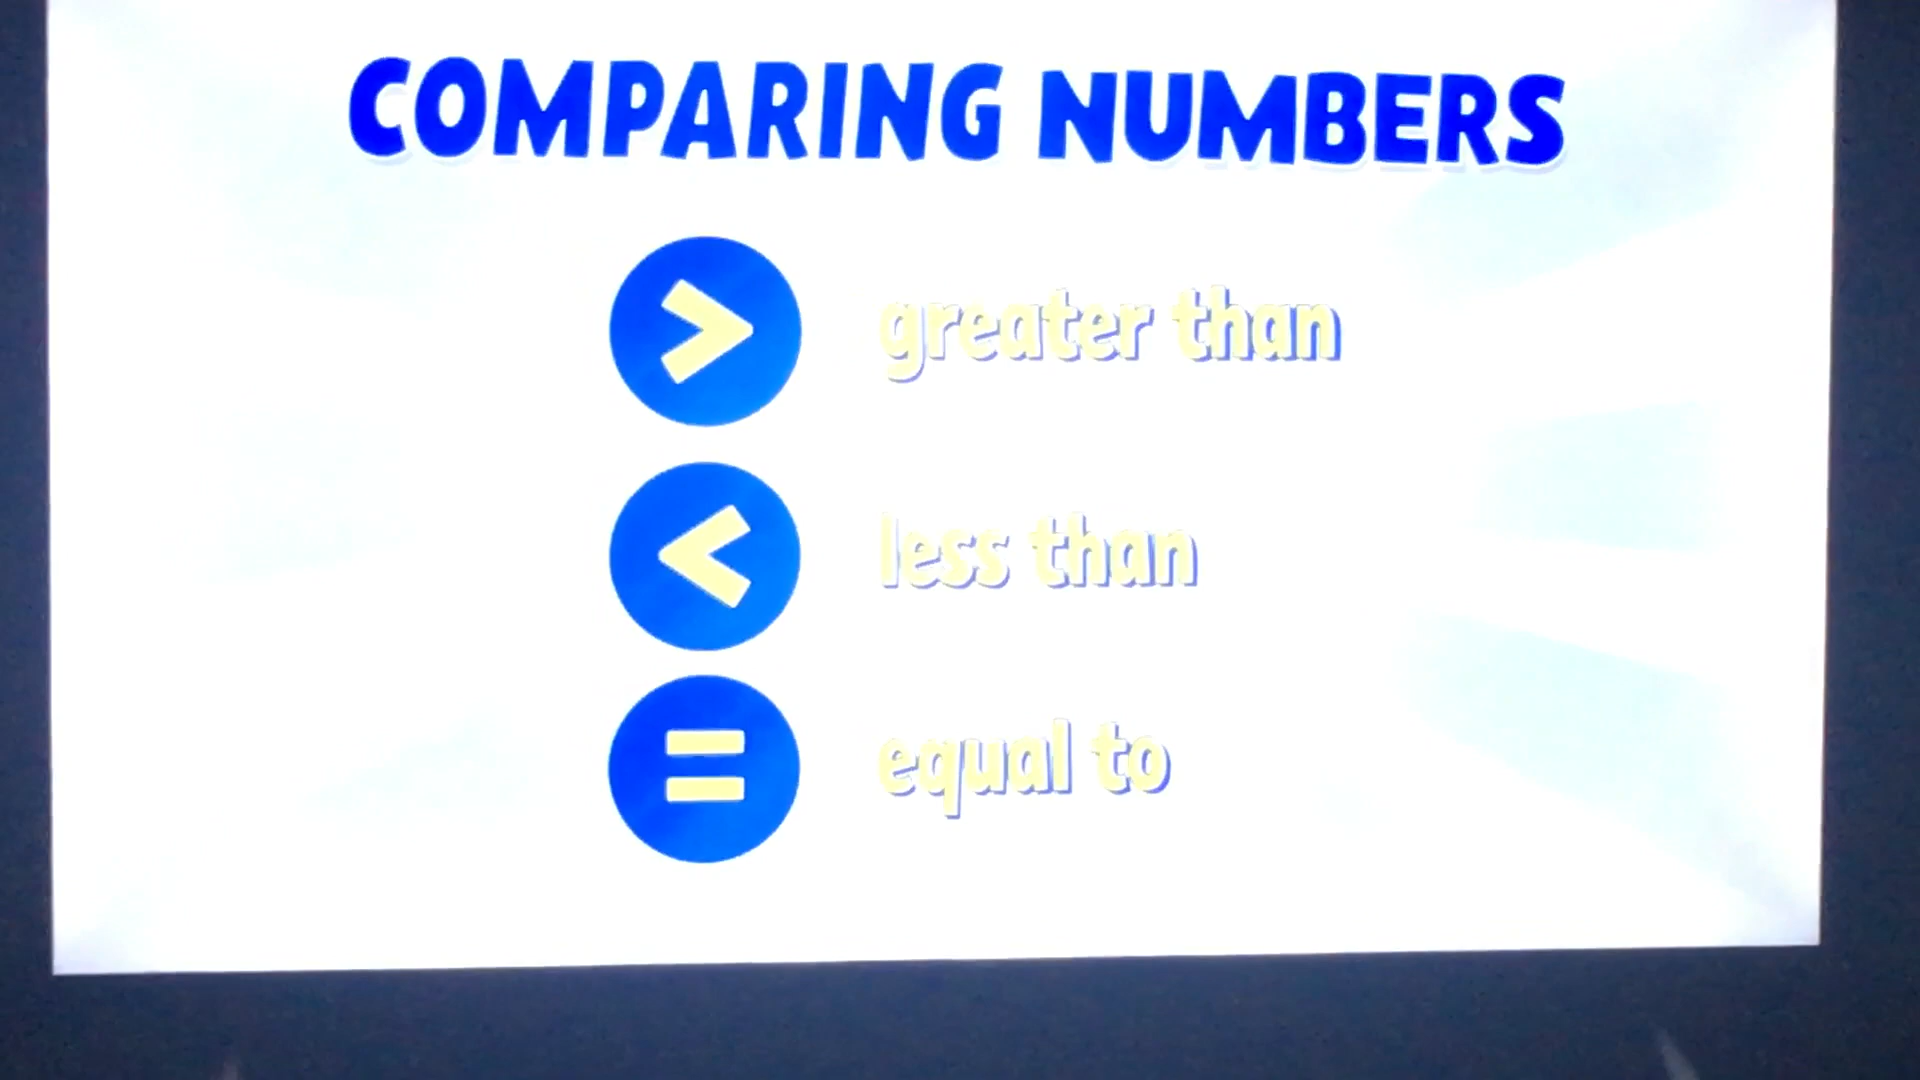 COMPARING NUMBERS
> greater than
< less than
= equal to